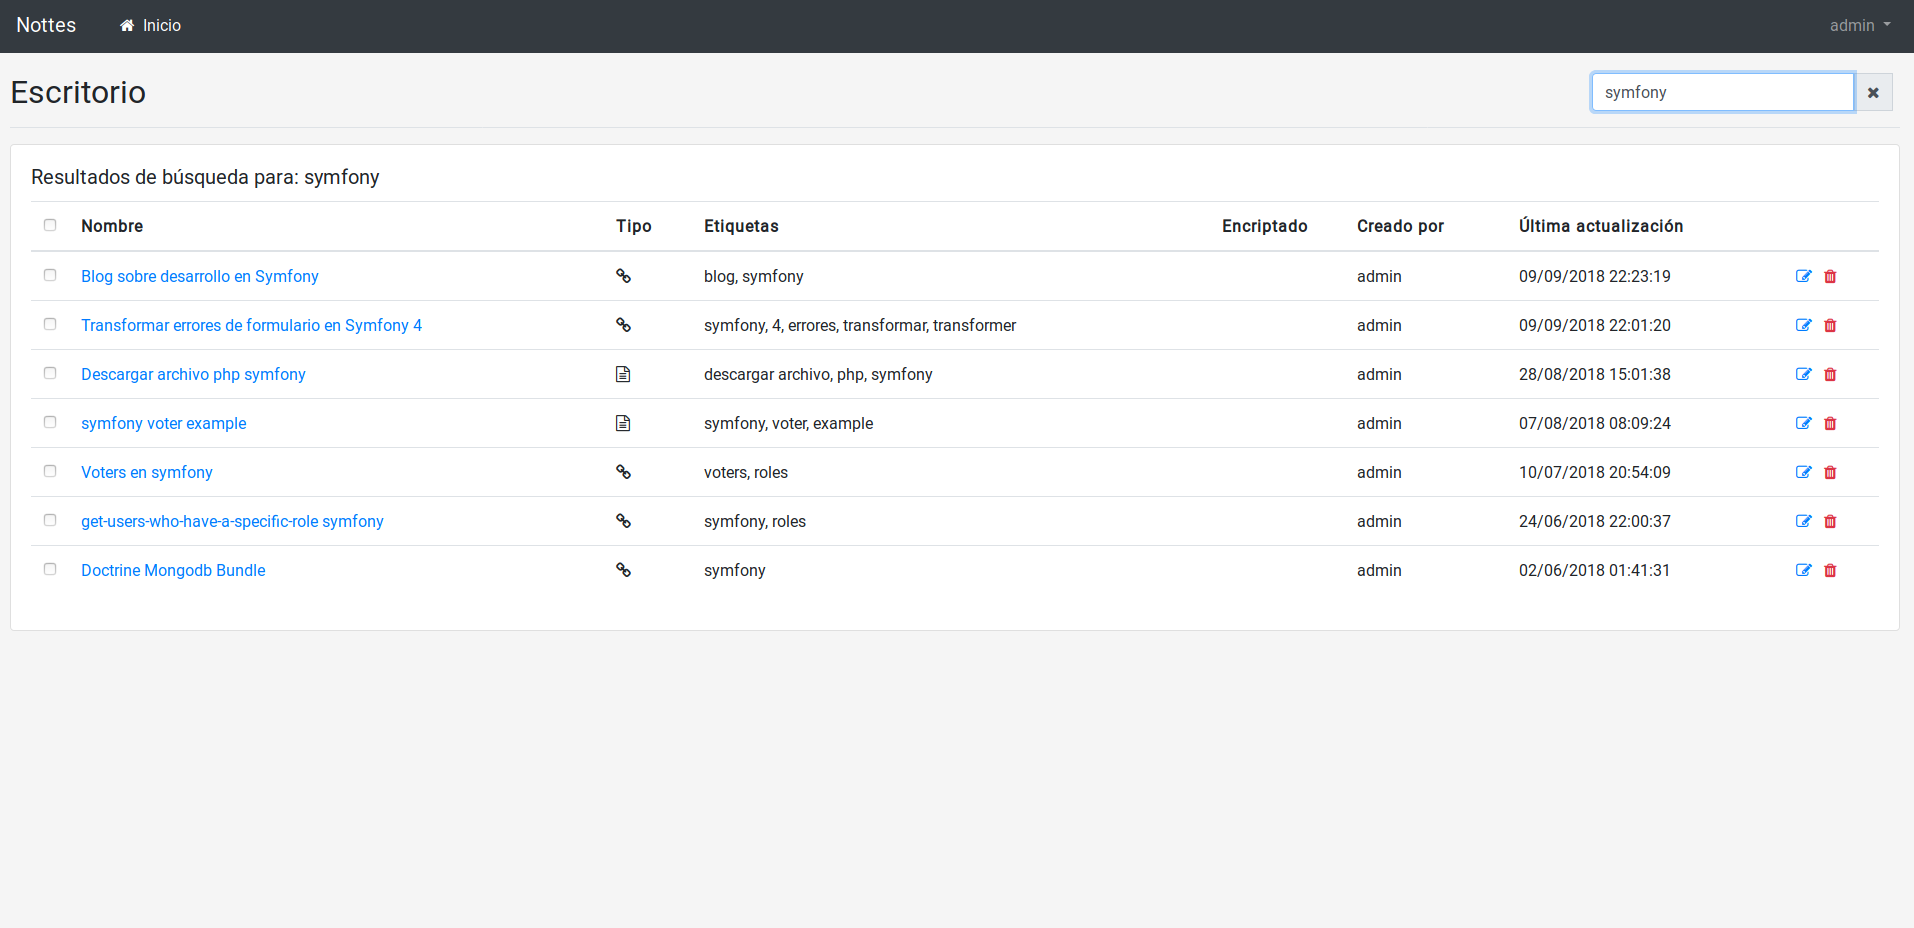 Nottes Inicio admin
Escritorio symfony
Resultados de búsqueda para: symfony
Nombre Tipo Etiquetas Encriptado Creado por Última actualización
Blog sobre desarrollo en Symfony blog, symfony admin 09/09/2018 22:23:19
Transformar errores de formulario en Symfony 4 symfony, 4, errores, transformar, transformer admin 09/09/2018 22:01:20
Descargar archivo php symfony descargar archivo, php, symfony admin 28/08/2018 15:01:38
symfony voter example symfony, voter, example admin 07/08/2018 08:09:24
Voters en symfony voters, roles admin 10/07/2018 20:54:09
get-users-who-have-a-specific-role symfony symfony, roles admin 24/06/2018 22:00:37
Doctrine Mongodb Bundle symfony admin 02/06/2018 01:41:31